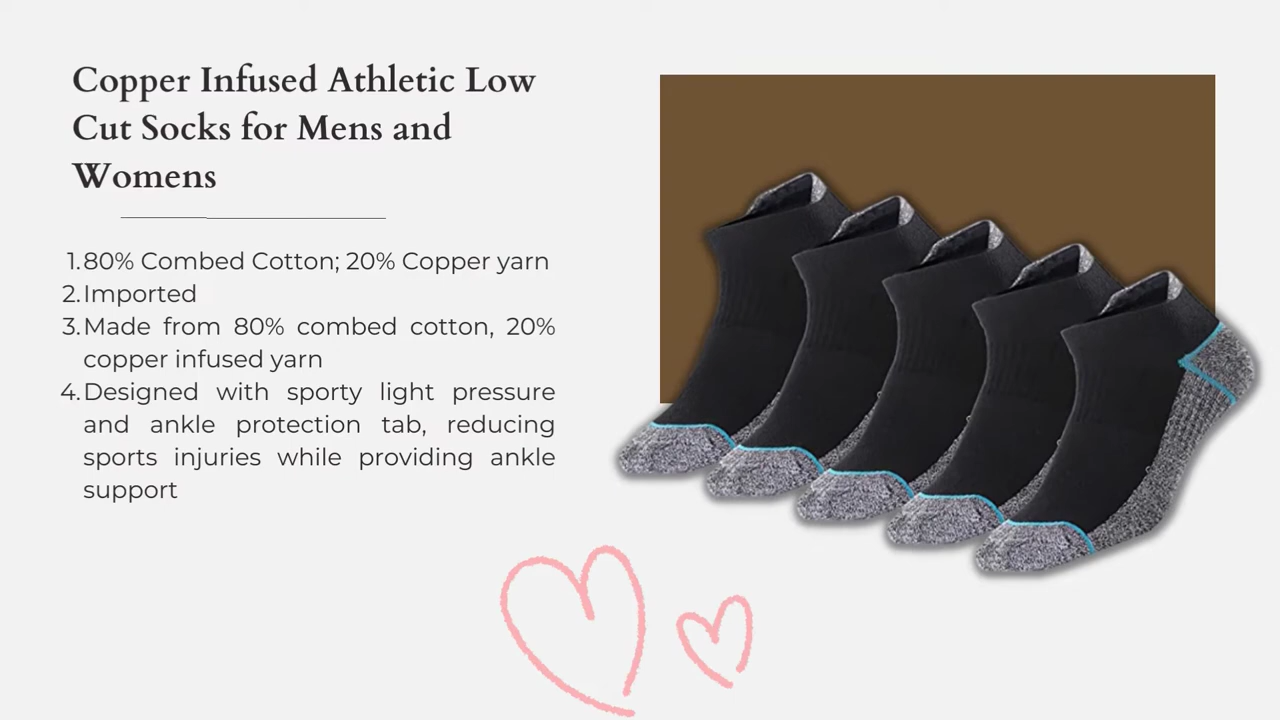 Copper Infused Athletic Low
Cut Socks for Mens and
Womens
1.80% Combed Cotton; 20% Copper yarn
2.Imported
3.Made from 80% combed cotton, 20%
copper infused yarn
4.Designed with sporty light pressure
and ankle protection tab, reducing
sports injuries while providing ankle
support